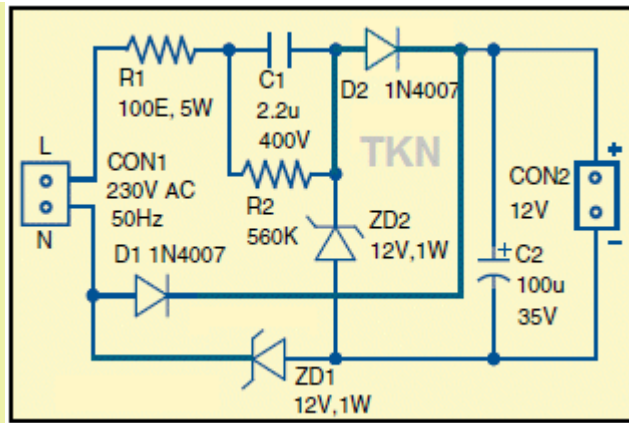 R1
100E, 5W
C1
2.2u
400V
D2 1N4007
TKN
L
CON1
230V AC
50Hz
N
R2
560K
ZD2
12V,1W
CON2
12V
+
-
+
C2
100u
35V
D1 1N4007
ZD1
12V,1W